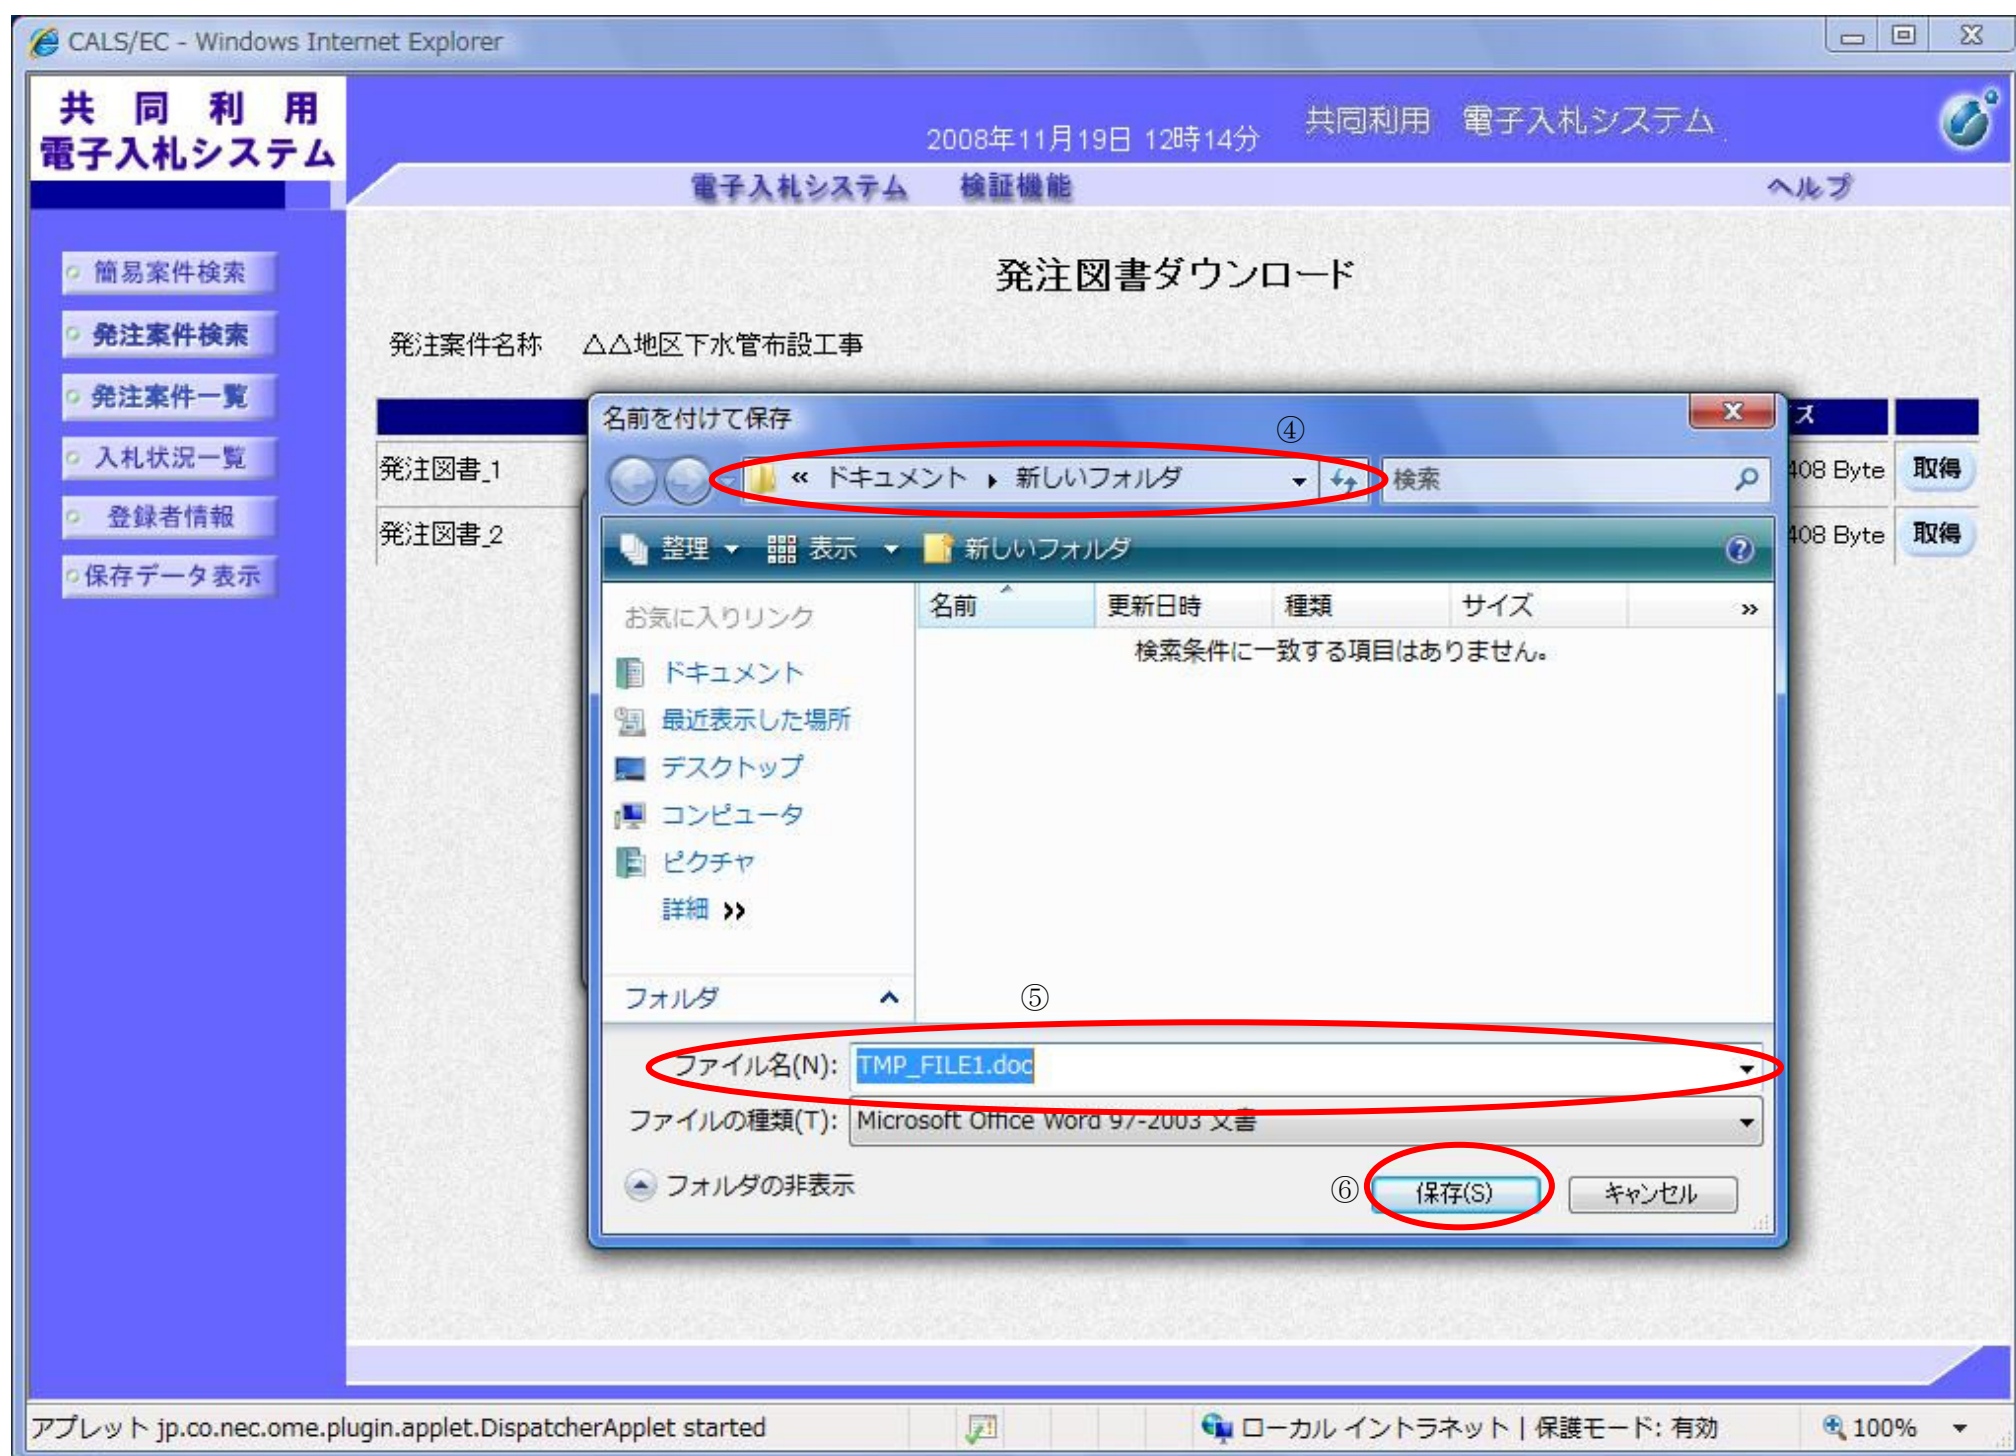 CALS/EC - Windows Internet Explorer
共 同 利 用
電子入札システム
2008年11月19日 12時14分
共同利用 電子入札システム
電子入札システム 検証機能 ヘルプ
簡易案件検索
発注案件検索
発注案件一覧
入札状況一覧
登録者情報
保存データ表示
発注図書ダウンロード
発注案件名称 △△地区下水管布設工事
ズ
発注図書_1 408 Byte 取得
発注図書_2 408 Byte 取得
名前を付けて保存
④
« ドキュメント ▸ 新しいフォルダ 検索
整理 表示 新しいフォルダ
お気に入りリンク
ドキュメント
最近表示した場所
デスクトップ
コンピュータ
ピクチャ
詳細 »
フォルダ
名前 更新日時 種類 サイズ »
検索条件に一致する項目はありません。
⑤
ファイル名(N): TMP_FILE1.doc
ファイルの種類(T): Microsoft Office Word 97-2003 文書
フォルダの非表示
⑥ 保存(S) キャンセル
アプレット jp.co.nec.ome.plugin.applet.DispatcherApplet started ローカル イントラネット | 保護モード: 有効 100%